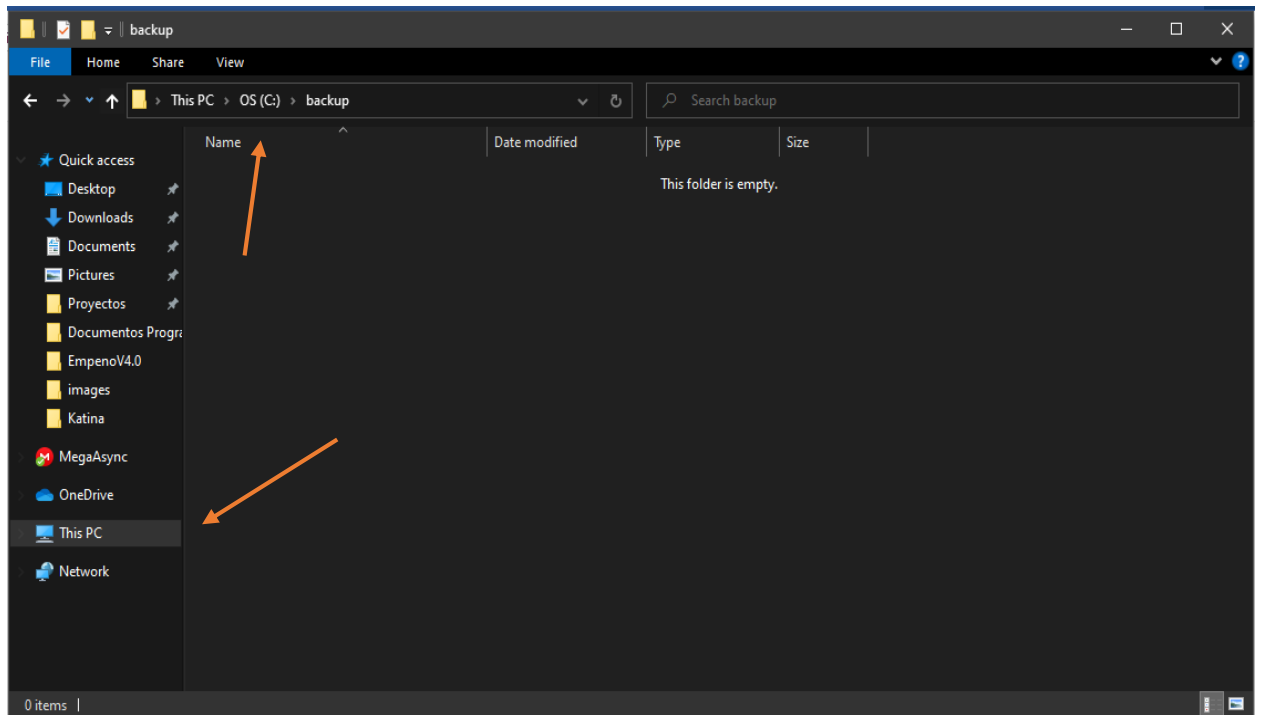 backup
File Home Share View
This PC > OS (C:) > backup
Search backup
Name Date modified Type Size
This folder is empty.
Quick access
Desktop
Downloads
Documents
Pictures
Proyectos
Documentos Progra
EmpenoV4.0
images
Katina
MegaAsync
OneDrive
This PC
Network
0 items